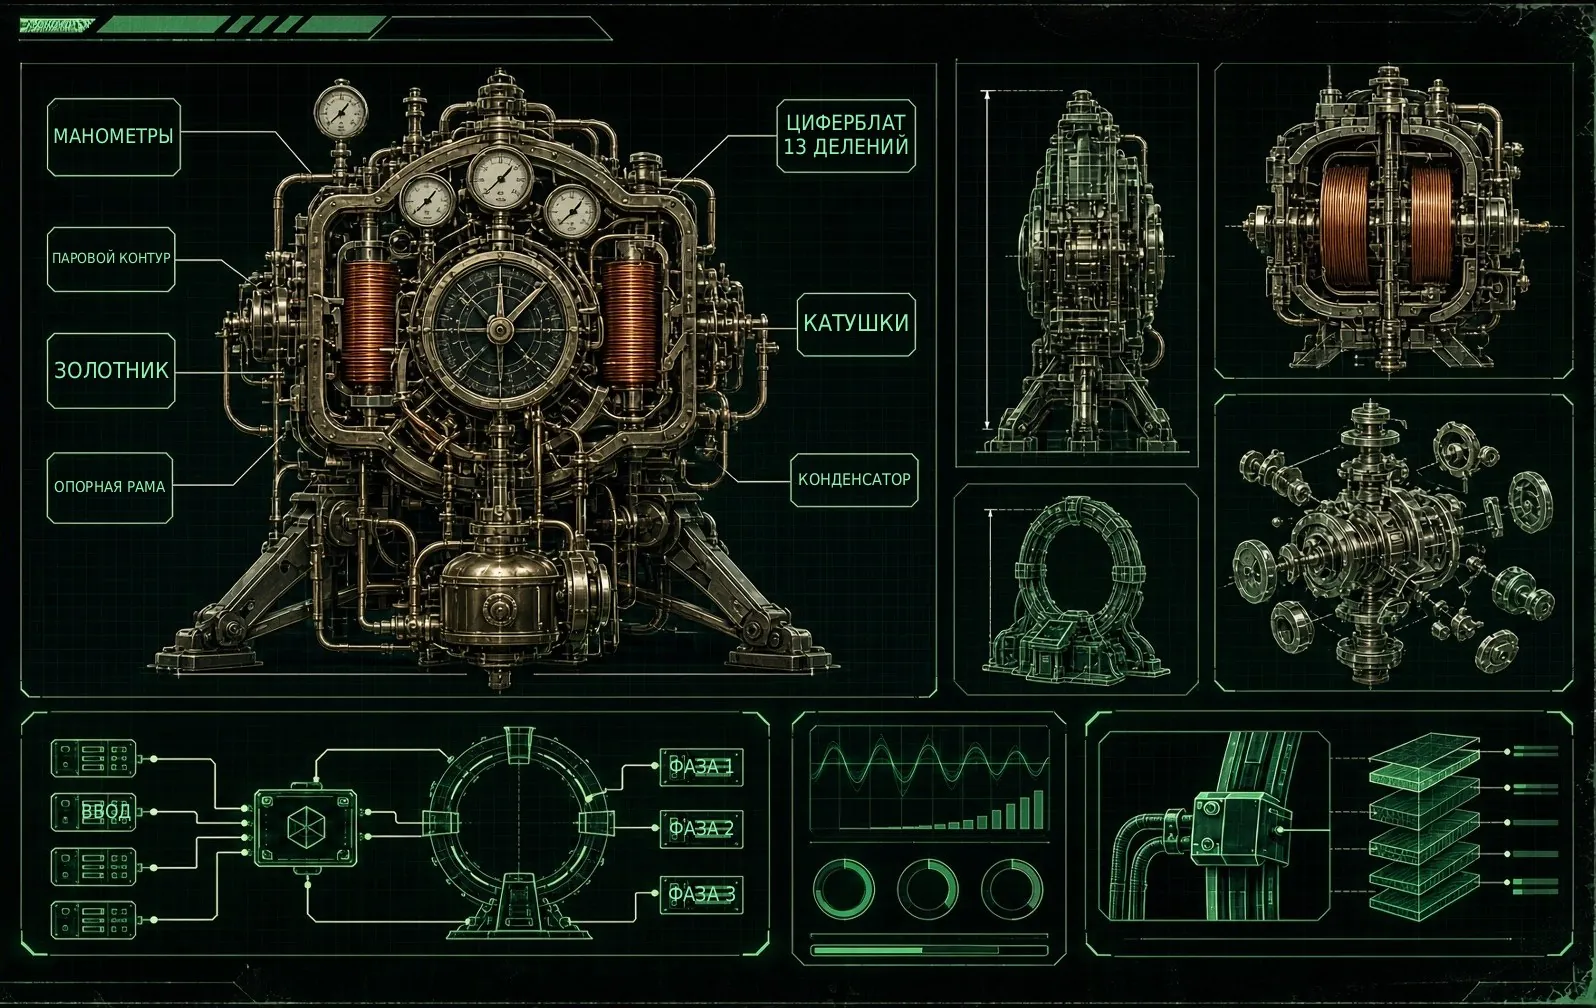 МАНОМЕТРЫ
ЦИФЕРБЛАТ
13 ДЕЛЕНИЙ
ПАРОВОЙ КОНТУР
КАТУШКИ
ЗОЛОТНИК
ОПОРНАЯ РАМА
КОНДЕНСАТОР
ВВОД
ФАЗА 1
ФАЗА 2
ФАЗА 3